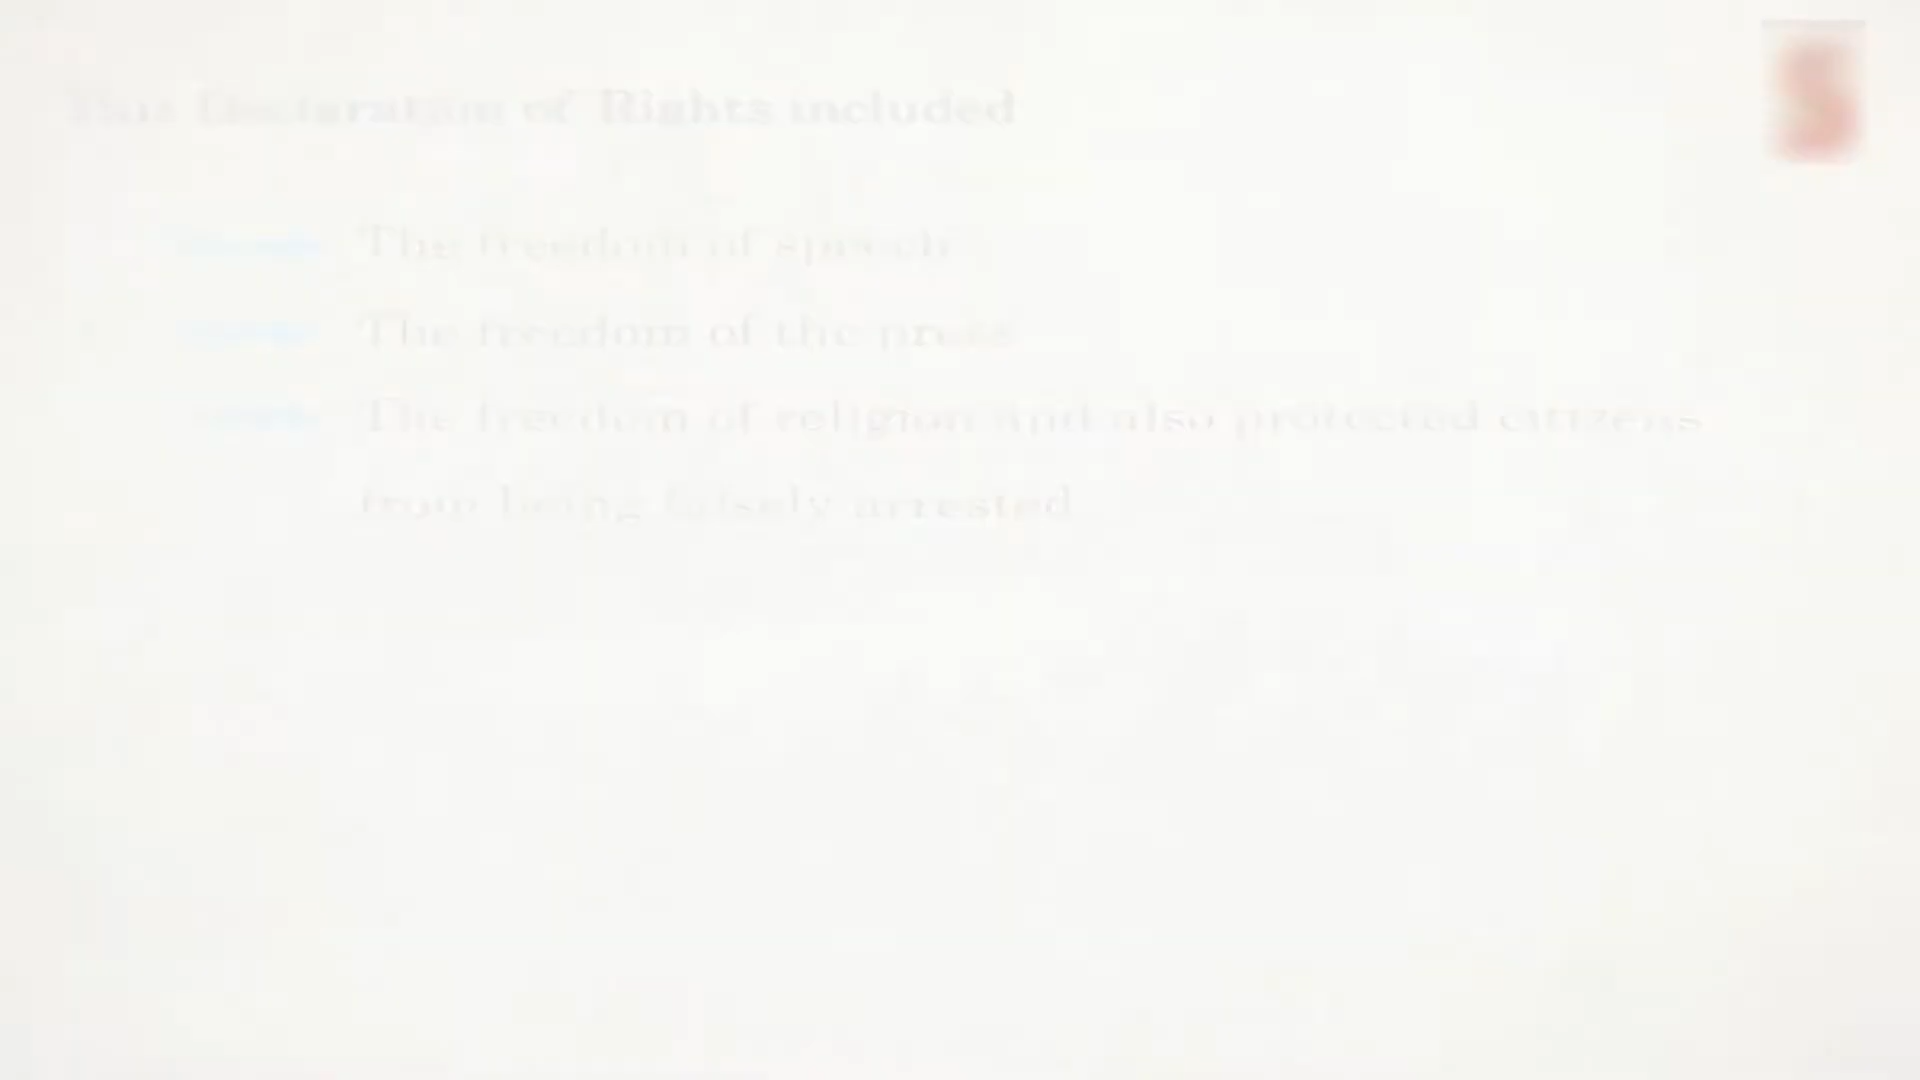 This Declaration of Rights included
The freedom of speech
The freedom of the press
The freedom of religion and also protected citizens
from being falsely arrested
S